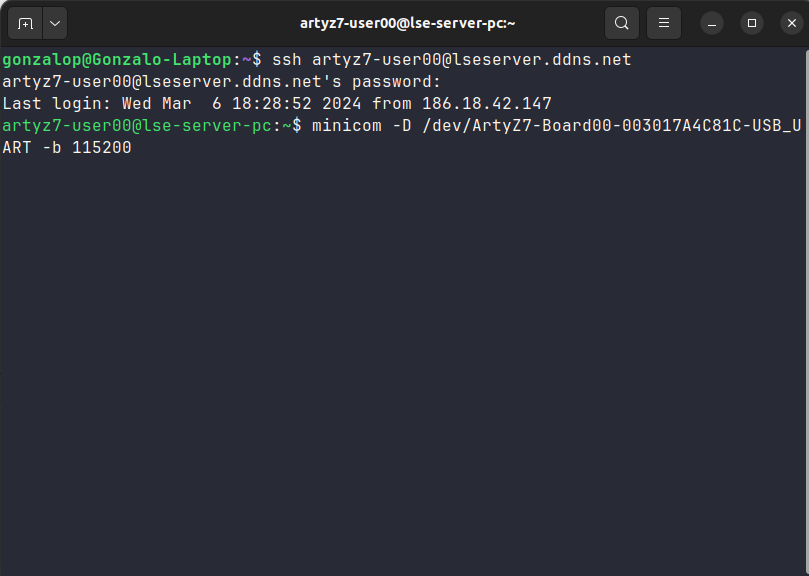 artyz7-user00@lse-server-pc:~
gonzalop@Gonzalo-Laptop:~$ ssh artyz7-user00@lseserver.ddns.net
artyz7-user00@lseserver.ddns.net's password:
Last login: Wed Mar  6 18:28:52 2024 from 186.18.42.147
artyz7-user00@lse-server-pc:~$ minicom -D /dev/ArtyZ7-Board00-003017A4C81C-USB_U
ART -b 115200